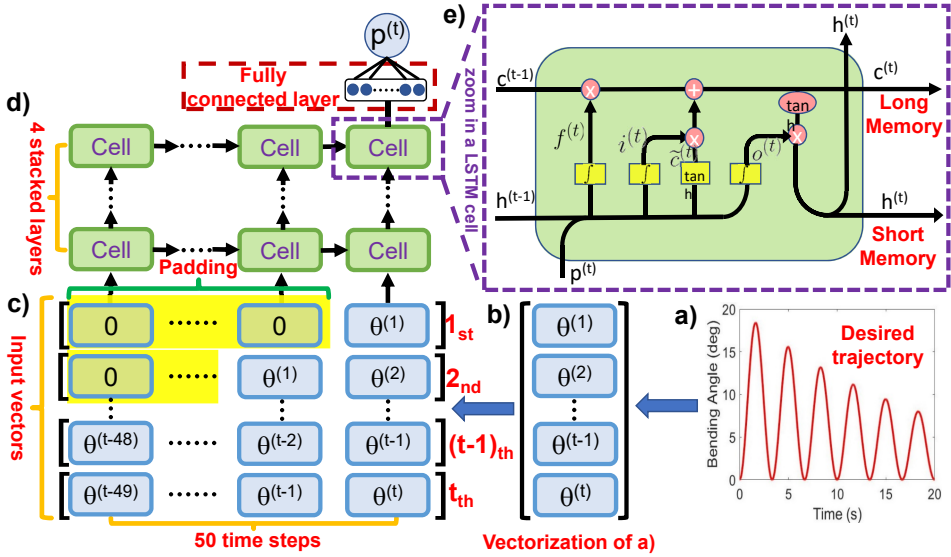 d)
4 stacked layers
p(t)
Fully
connected layer
Cell
Cell
Cell
Cell
Cell
Cell
Padding
zoom in a LSTM cell
e)
h(t)
c(t-1)
c(t)
x
+
tan
h
x
x
Long
Memory
f(t)
i(t)
c̃(t)
o(t)
∫
∫
tan
h
∫
h(t-1)
h(t)
Short
Memory
p(t)
c)
Input vectors
0
0
θ(1)
1st
0
θ(1)
θ(2)
2nd
θ(t-48)
θ(t-2)
θ(t-1)
(t-1)th
θ(t-49)
θ(t-1)
θ(t)
tth
50 time steps
b)
θ(1)
θ(2)
θ(t-1)
θ(t)
Vectorization of a)
a)
Desired
trajectory
Bending Angle (deg)
20
15
10
5
0
0
5
10
15
20
Time (s)